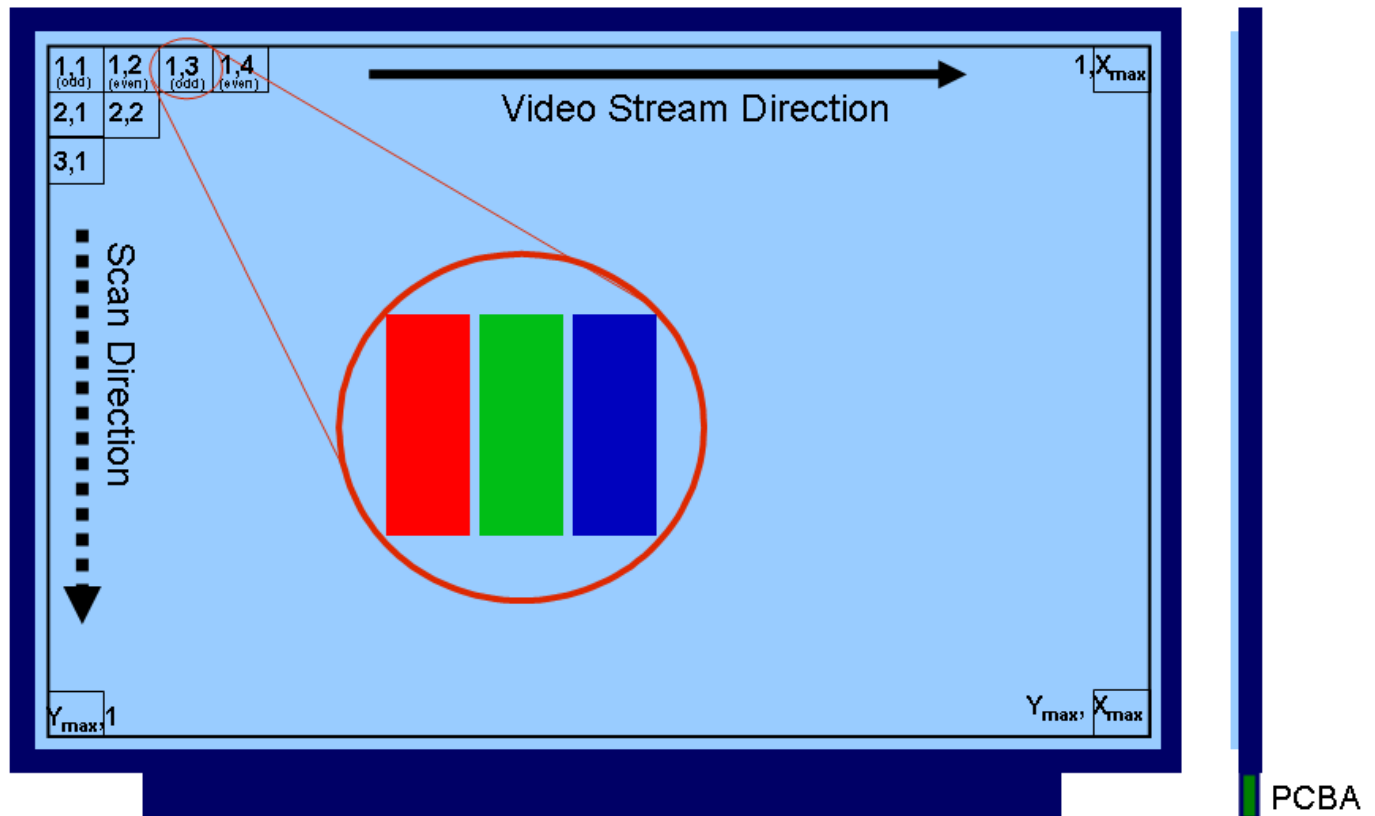 1,1 1,2 1,3 1,4 1,Xmax
(odd) (even) (odd) (even)
Video Stream Direction
2,1 2,2
3,1
Scan Direction
Ymax,1 Ymax, Xmax
PCBA